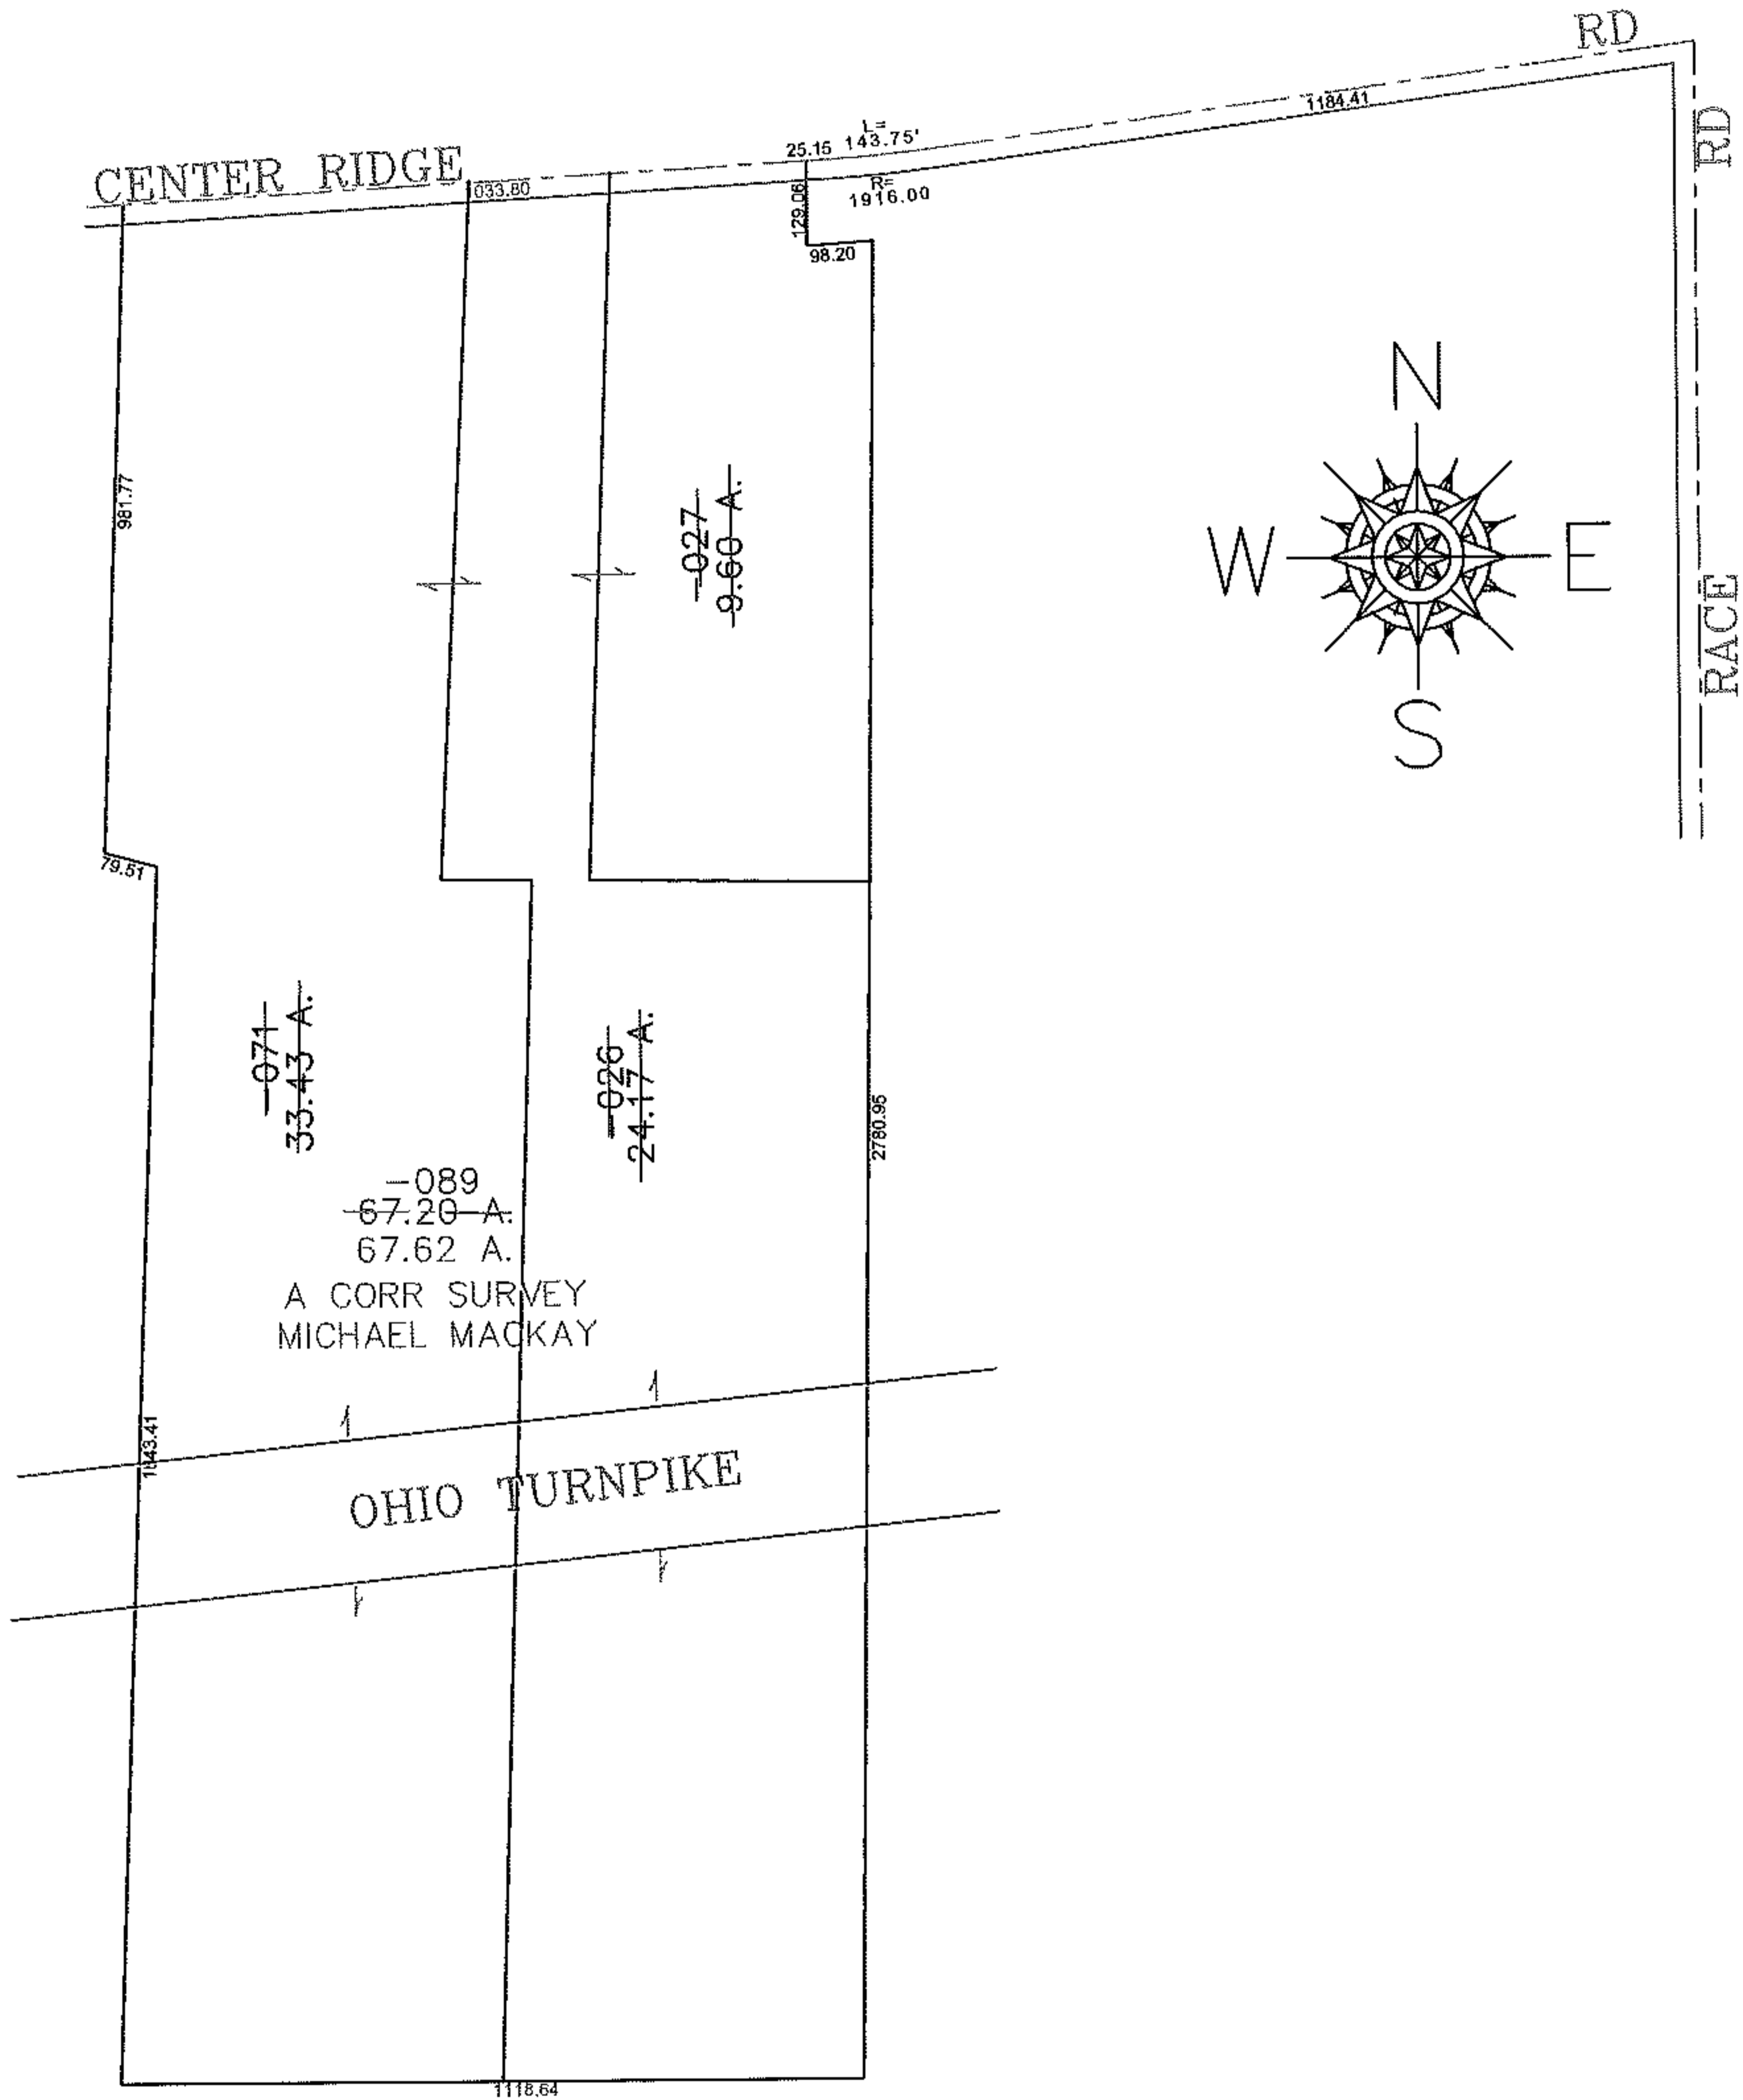 RD
CENTER RIDGE
033.80
25.15
L=
143.75'
R=
1916.00
1184.41
RD
129.06
98.20
N
W
E
S
RACE
981.77
-027
9.60 A.
79.51
-071
33.43 A.
-026
24.17 A.
2780.95
-089
67.20 A.
67.62 A.
A CORR SURVEY
MICHAEL MACKAY
OHIO TURNPIKE
1118.64